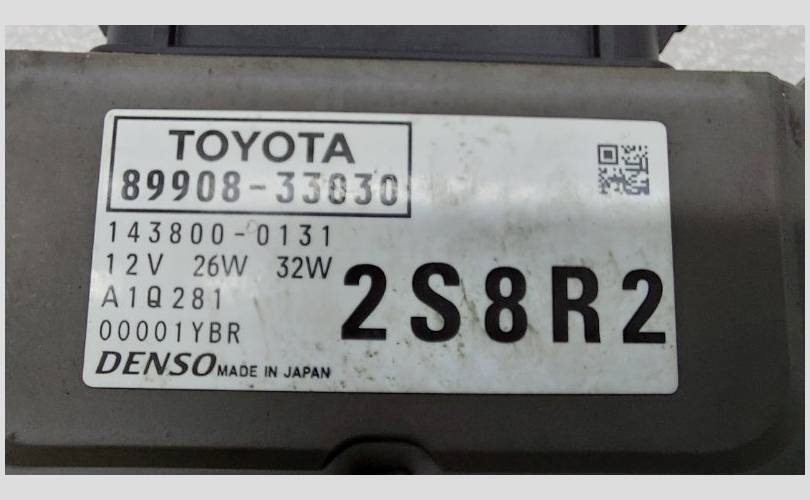 TOYOTA
89908-33030
143800-0131
12V 26W 32W
A1Q281
00001YBR
2S8R2
DENSO MADE IN JAPAN